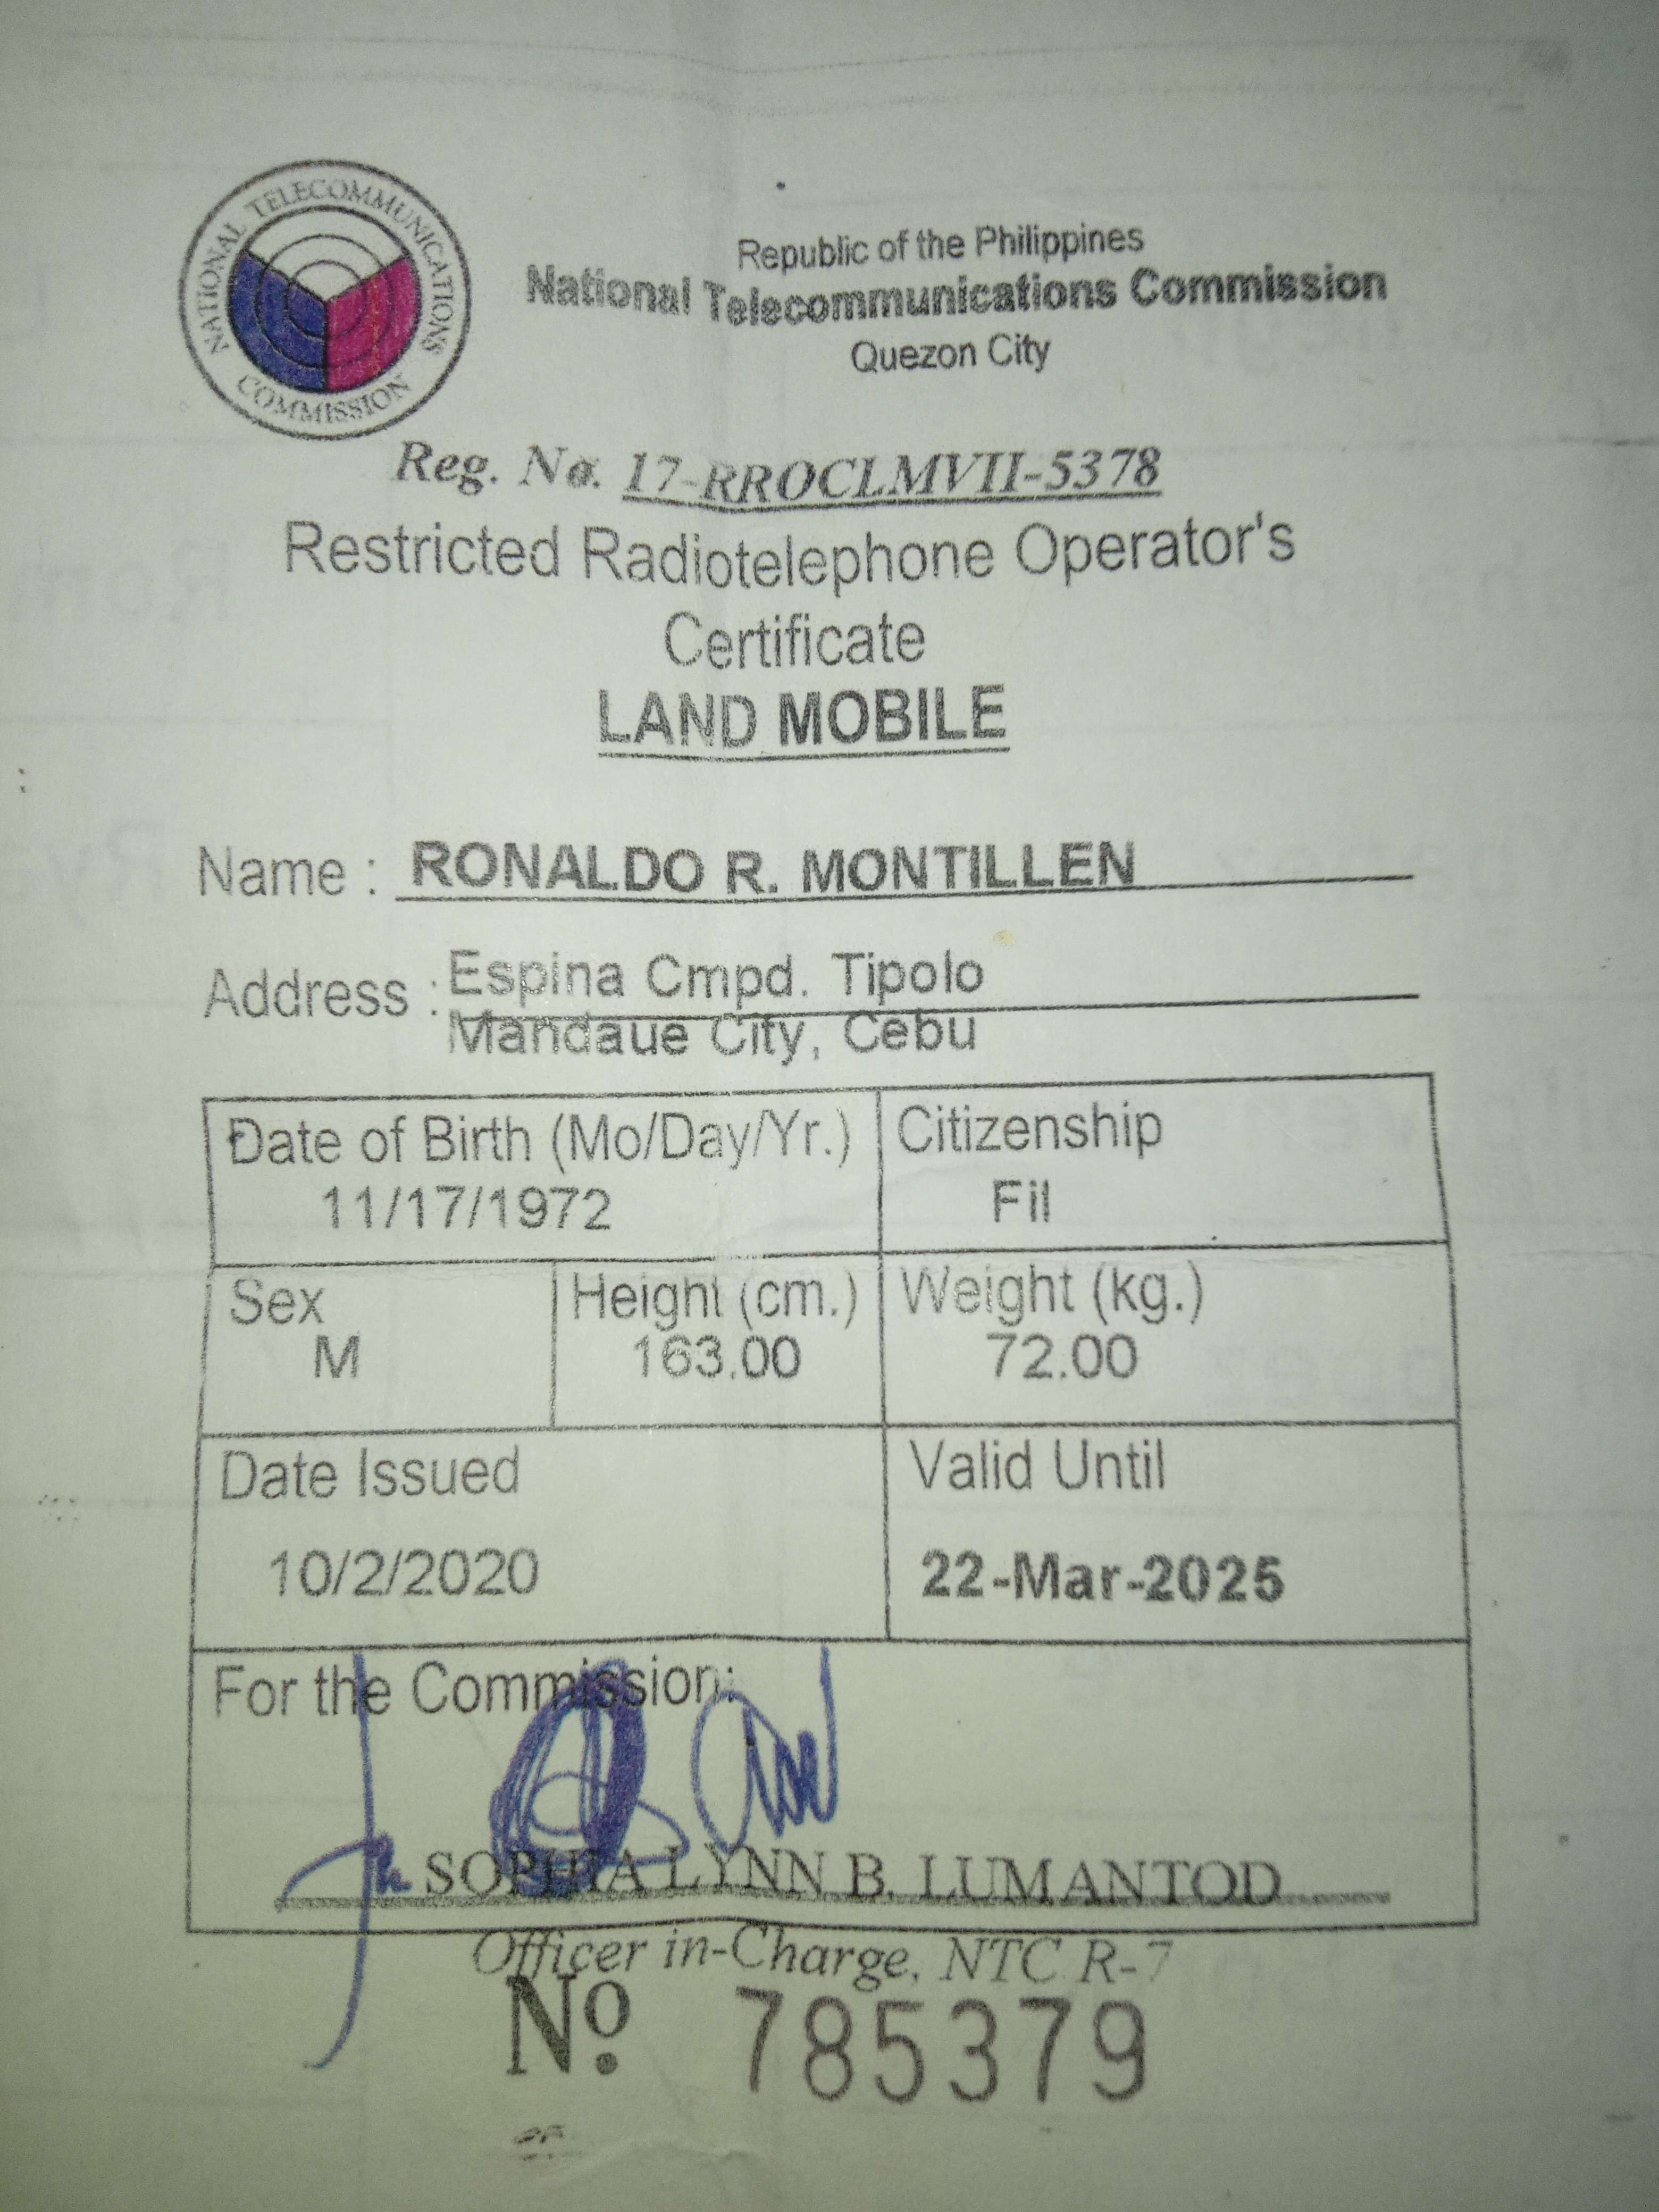 NATIONAL TELECOMMUNICATIONS COMMISSION
Republic of the Philippines
National Telecommunications Commission
Quezon City
Reg. No. 17-RROCLMVII-5378
Restricted Radiotelephone Operator's
Certificate
LAND MOBILE
Name : RONALDO R. MONTILLEN
Address : Espina Cmpd. Tipolo
Mandaue City, Cebu
Date of Birth (Mo/Day/Yr.) Citizenship
11/17/1972 Fil
Sex Height (cm.) Weight (kg.)
M 163.00 72.00
Date Issued Valid Until
10/2/2020 22-Mar-2025
For the Commission:
SOPHIA LYNN B. LUMANTOD
Officer in-Charge, NTC R-7
Nº. 785379